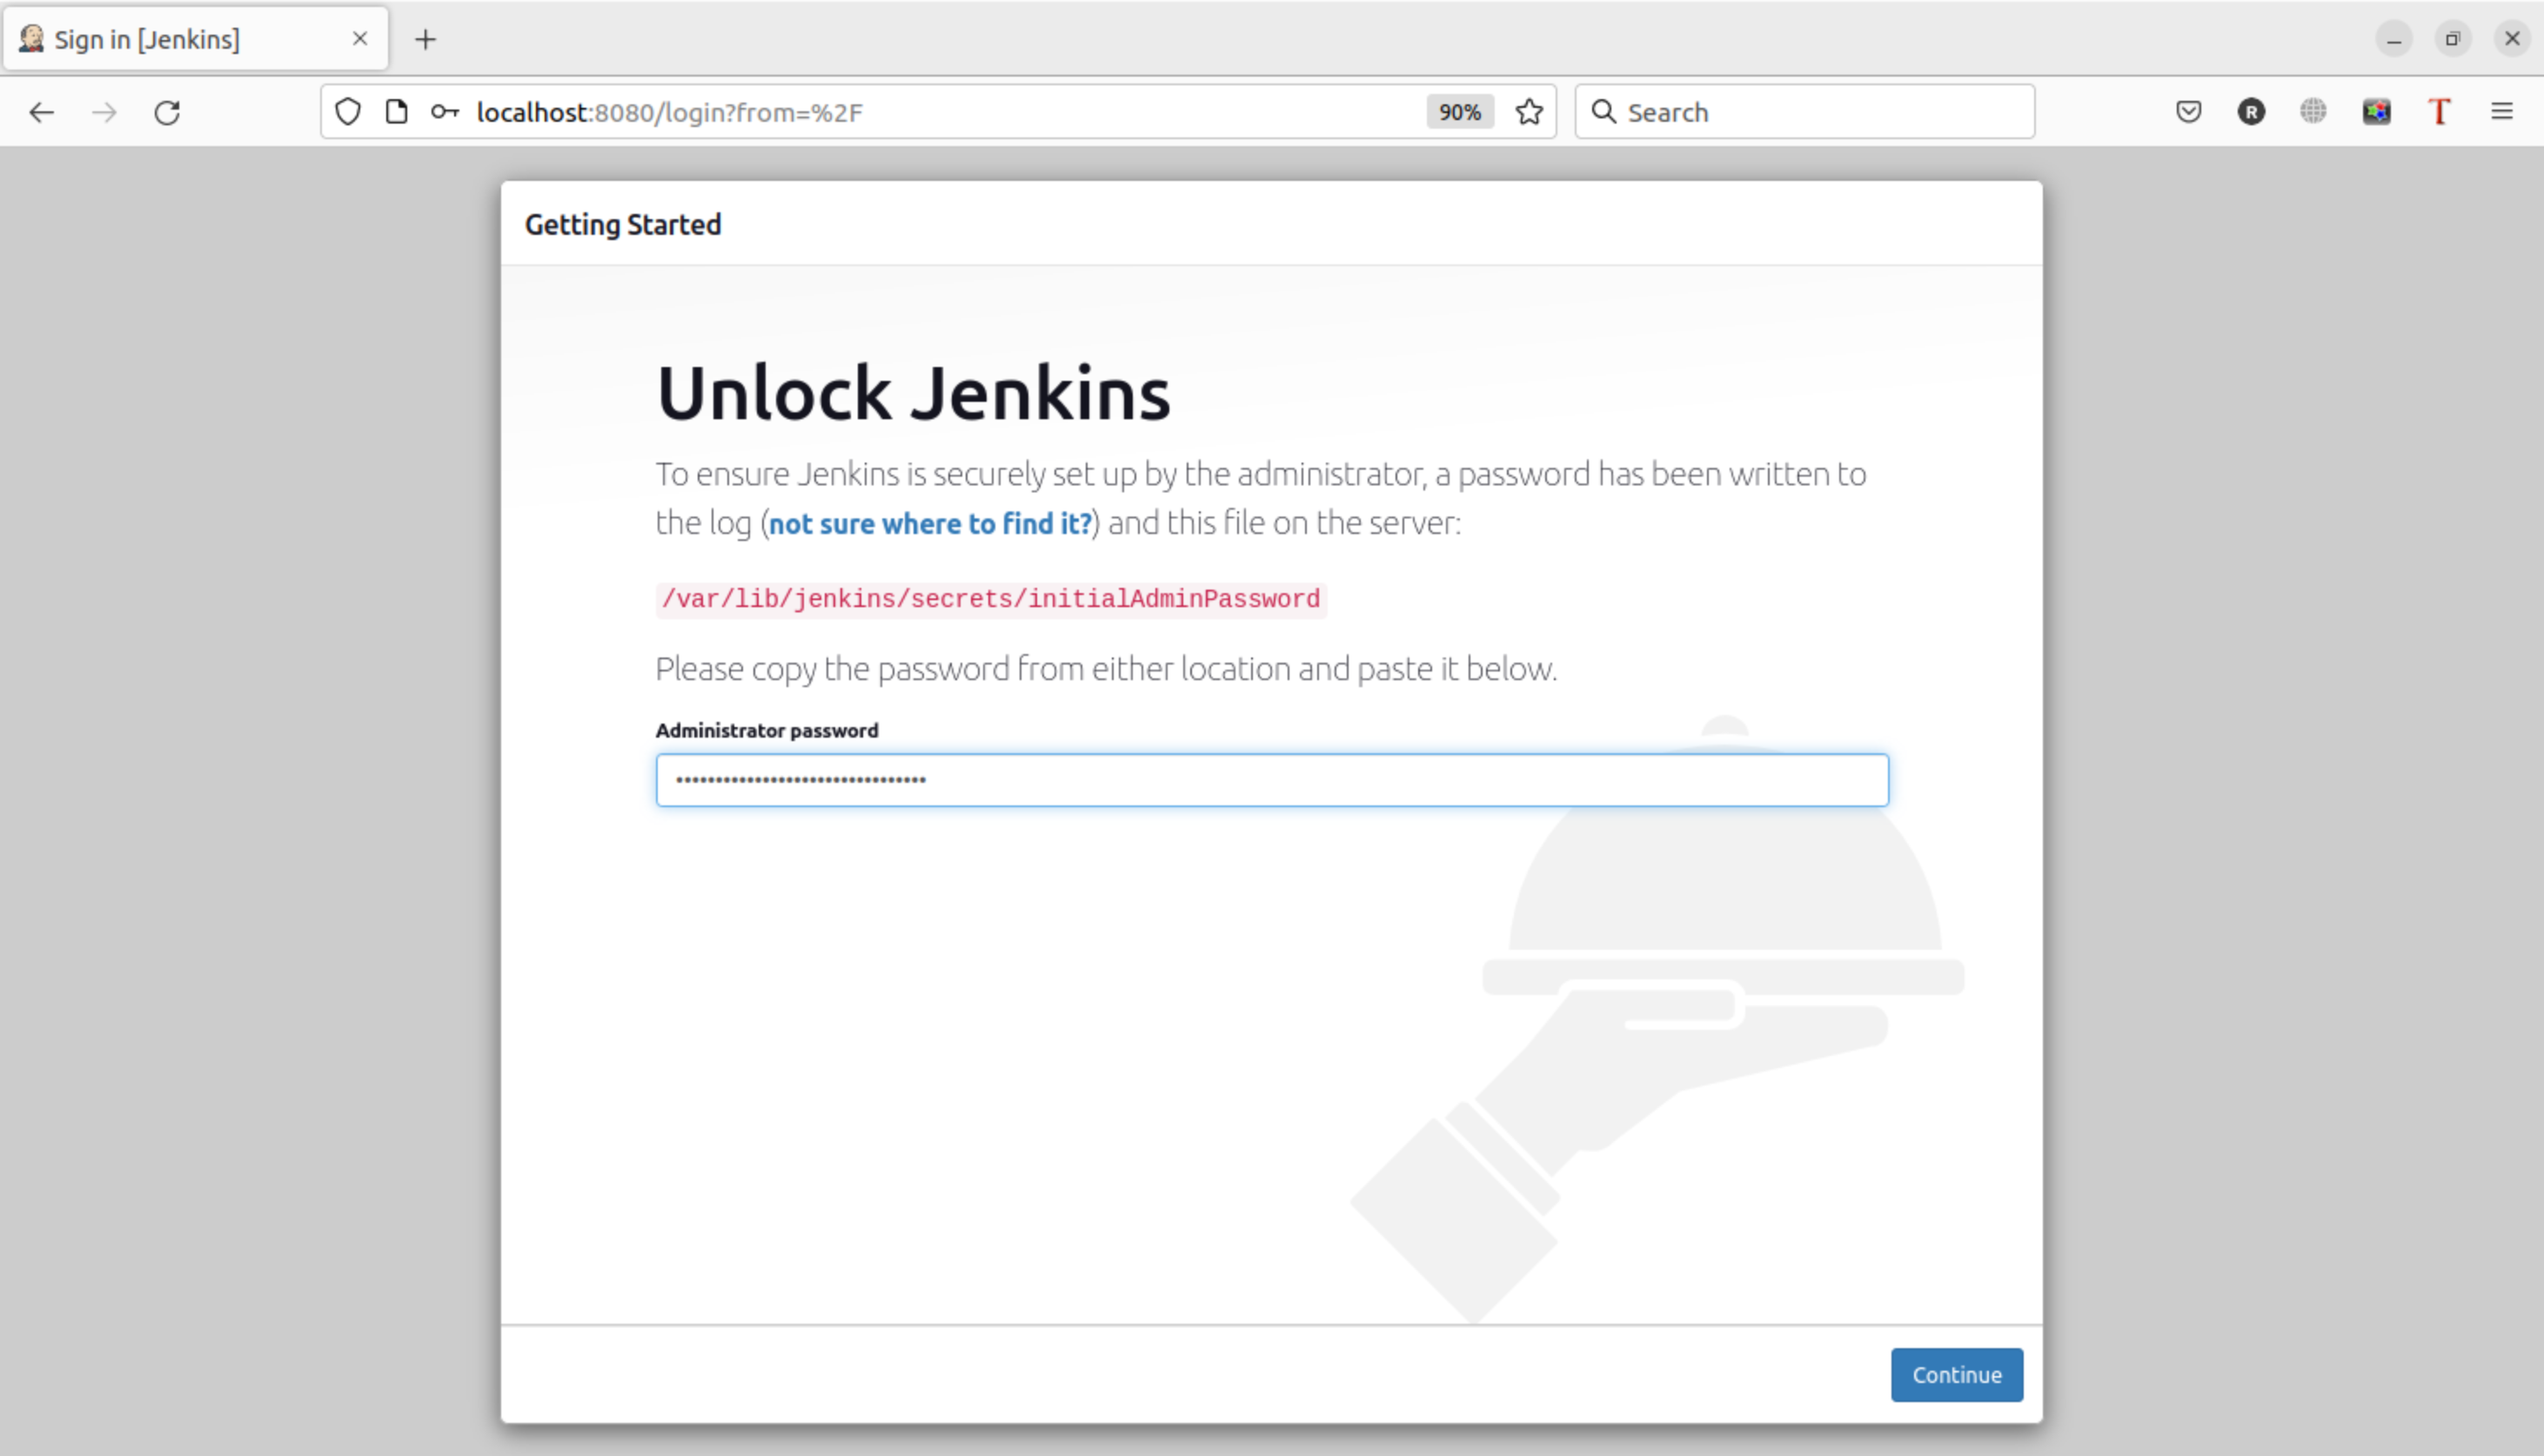 Sign in [Jenkins]
localhost:8080/login?from=%2F
90%
Search
R
T
Getting Started
Unlock Jenkins
To ensure Jenkins is securely set up by the administrator, a password has been written to
the log (not sure where to find it?) and this file on the server:
/var/lib/jenkins/secrets/initialAdminPassword
Please copy the password from either location and paste it below.
Administrator password
••••••••••••••••••••••••••••••••
Continue